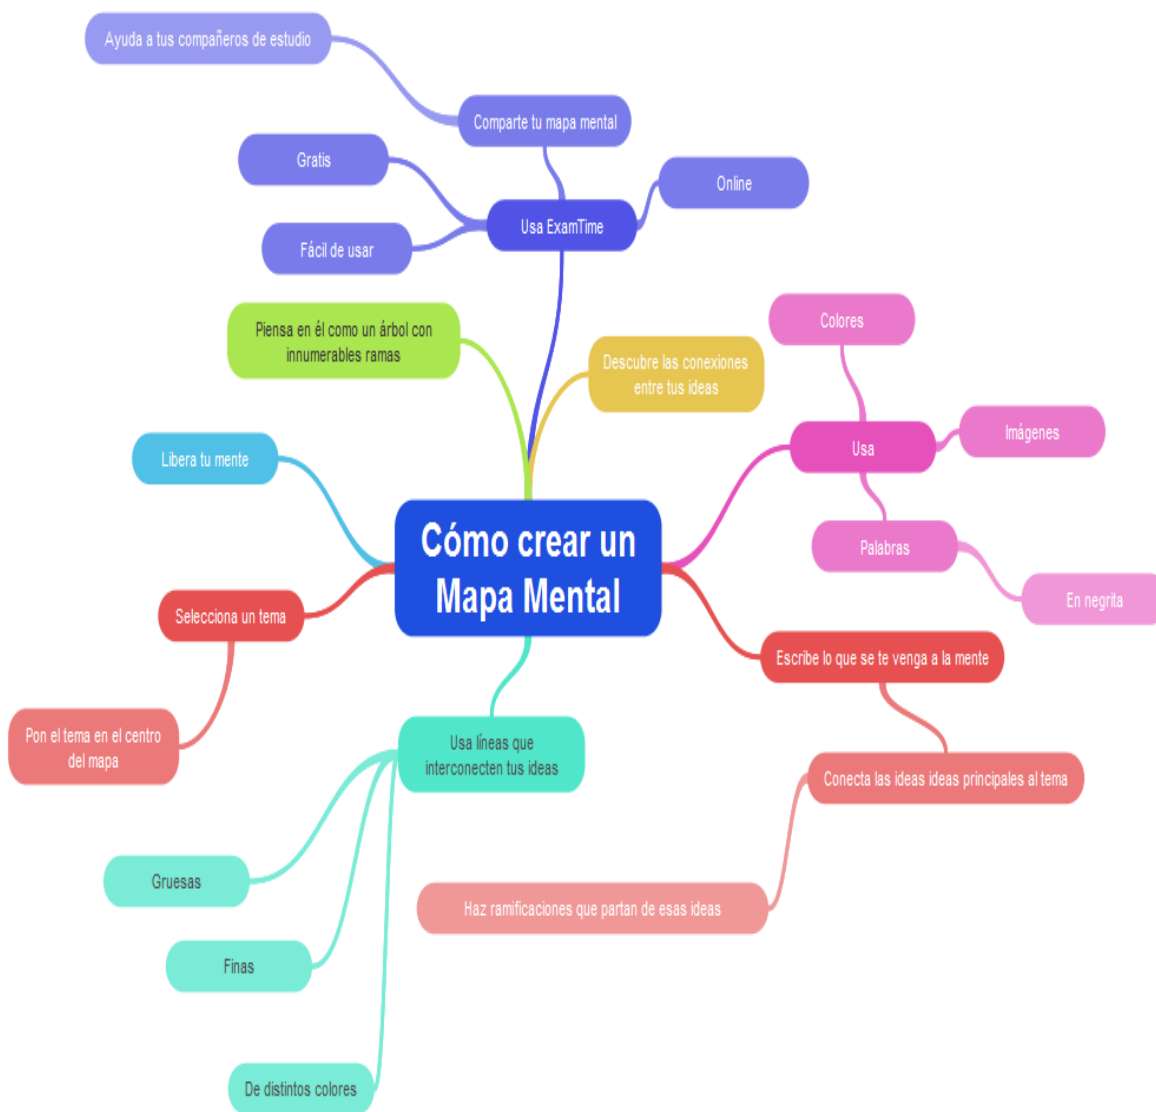 Ayuda a tus compañeros de estudio
Comparte tu mapa mental
Gratis
Online
Usa ExamTime
Fácil de usar
Piensa en él como un árbol con
innumerables ramas
Descubre las conexiones
entre tus ideas
Colores
Libera tu mente
Usa
Imágenes
Cómo crear un
Mapa Mental
Palabras
En negrita
Selecciona un tema
Escribe lo que se te venga a la mente
Pon el tema en el centro
del mapa
Usa líneas que
interconecten tus ideas
Conecta las ideas ideas principales al tema
Gruesas
Haz ramificaciones que partan de esas ideas
Finas
De distintos colores